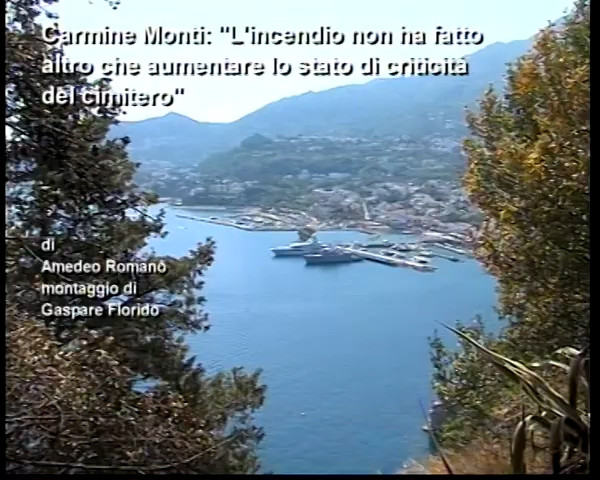 Carmine Monti: "L'incendio non ha fatto
altro che aumentare lo stato di criticità
del cimitero"
di
Amedeo Romano
montaggio di
Gaspare Florido